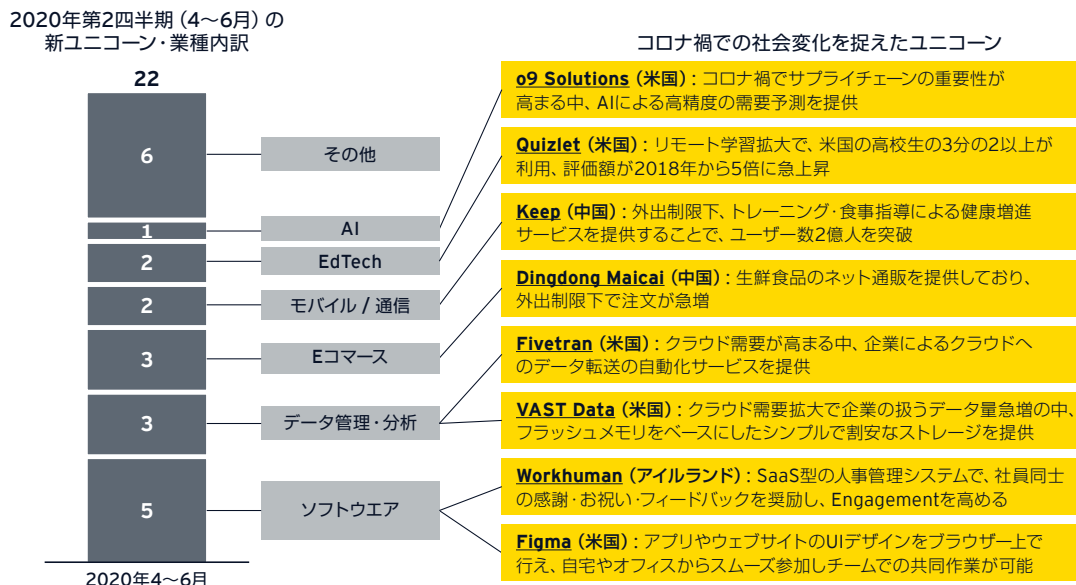 2020年第2四半期（4〜6月）の
新ユニコーン・業種内訳
22
6
1
2
2
3
3
5
2020年4〜6月
その他
AI
EdTech
モバイル / 通信
Eコマース
データ管理・分析
ソフトウエア
コロナ禍での社会変化を捉えたユニコーン
o9 Solutions（米国）：コロナ禍でサプライチェーンの重要性が
高まる中、AIによる高精度の需要予測を提供
Quizlet（米国）：リモート学習拡大で、米国の高校生の3分の2以上が
利用、評価額が2018年から5倍に急上昇
Keep（中国）：外出制限下、トレーニング・食事指導による健康増進
サービスを提供することで、ユーザー数2億人を突破
Dingdong Maicai（中国）：生鮮食品のネット通販を提供しており、
外出制限下で注文が急増
Fivetran（米国）：クラウド需要が高まる中、企業によるクラウドへ
のデータ転送の自動化サービスを提供
VAST Data（米国）：クラウド需要拡大で企業の扱うデータ量急増の中、
フラッシュメモリをベースにしたシンプルで割安なストレージを提供
Workhuman（アイルランド）：SaaS型の人事管理システムで、社員同士
の感謝・お祝い・フィードバックを奨励し、Engagementを高める
Figma（米国）：アプリやウェブサイトのUIデザインをブラウザー上で
行え、自宅やオフィスからスムーズ参加しチームでの共同作業が可能